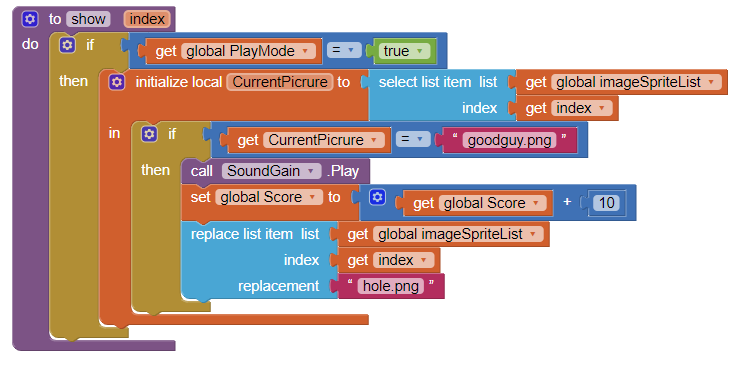 to show index
do if get global PlayMode = true
then initialize local CurrentPicrure to select list item list get global imageSpriteList
index get index
in if get CurrentPicrure = “ goodguy.png ”
then call SoundGain .Play
set global Score to get global Score + 10
replace list item list get global imageSpriteList
index get index
replacement “ hole.png ”